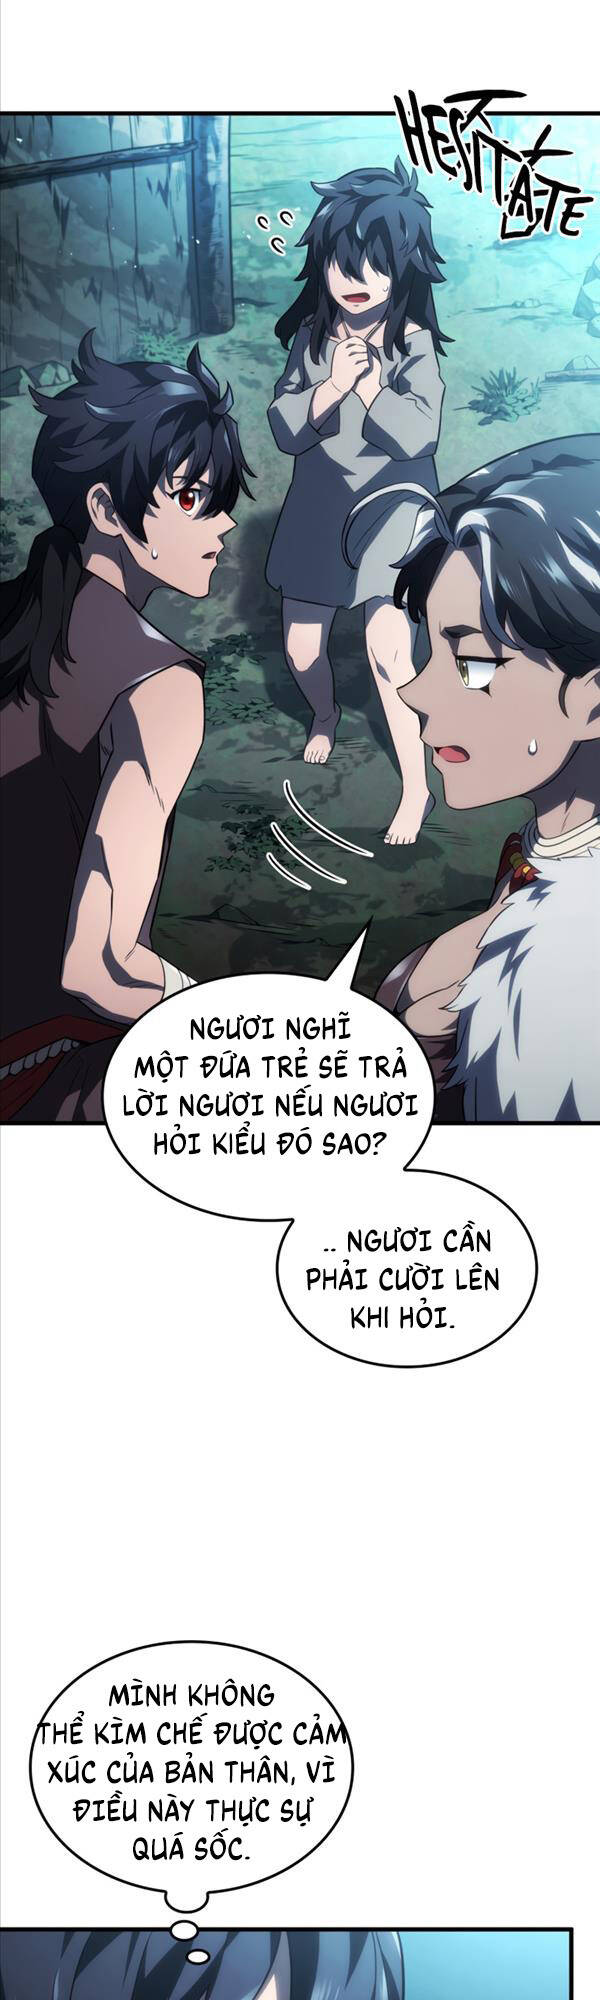 HESITATE
NGƯƠI NGHĨ
MỘT ĐỨA TRẺ SẼ TRẢ
LỜI NGƯƠI NẾU NGƯƠI
HỎI KIỂU ĐÓ SAO?
.. NGƯƠI CẦN
PHẢI CƯỜI LÊN
KHI HỎI.
MÌNH KHÔNG
THỂ KÌM CHẾ ĐƯỢC CẢM
XÚC CỦA BẢN THÂN, VÌ
ĐIỀU NÀY THỰC SỰ
QUÁ SỐC.